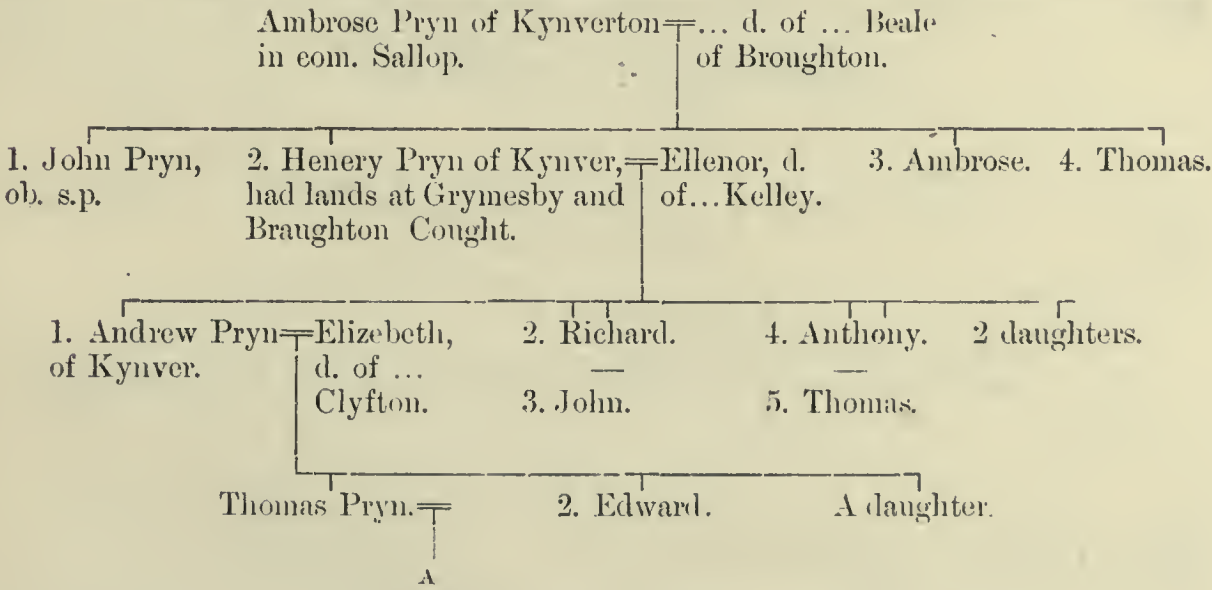 Ambrose Pryn of Kynverton=... d. of ... Beale
in com. Sallop. of Broughton.
1. John Pryn, 2. Henery Pryn of Kynver,=Ellenor, d. 3. Ambrose. 4. Thomas.
ob. s.p. had lands at Grymesby and of...Kelley.
Braughton Cought.
1. Andrew Pryn=Elizebeth, 2. Richard. 4. Anthony. 2 daughters.
of Kynver. d. of ... — —
Clyfton. 3. John. 5. Thomas.
Thomas Pryn.= 2. Edward. A daughter.
A